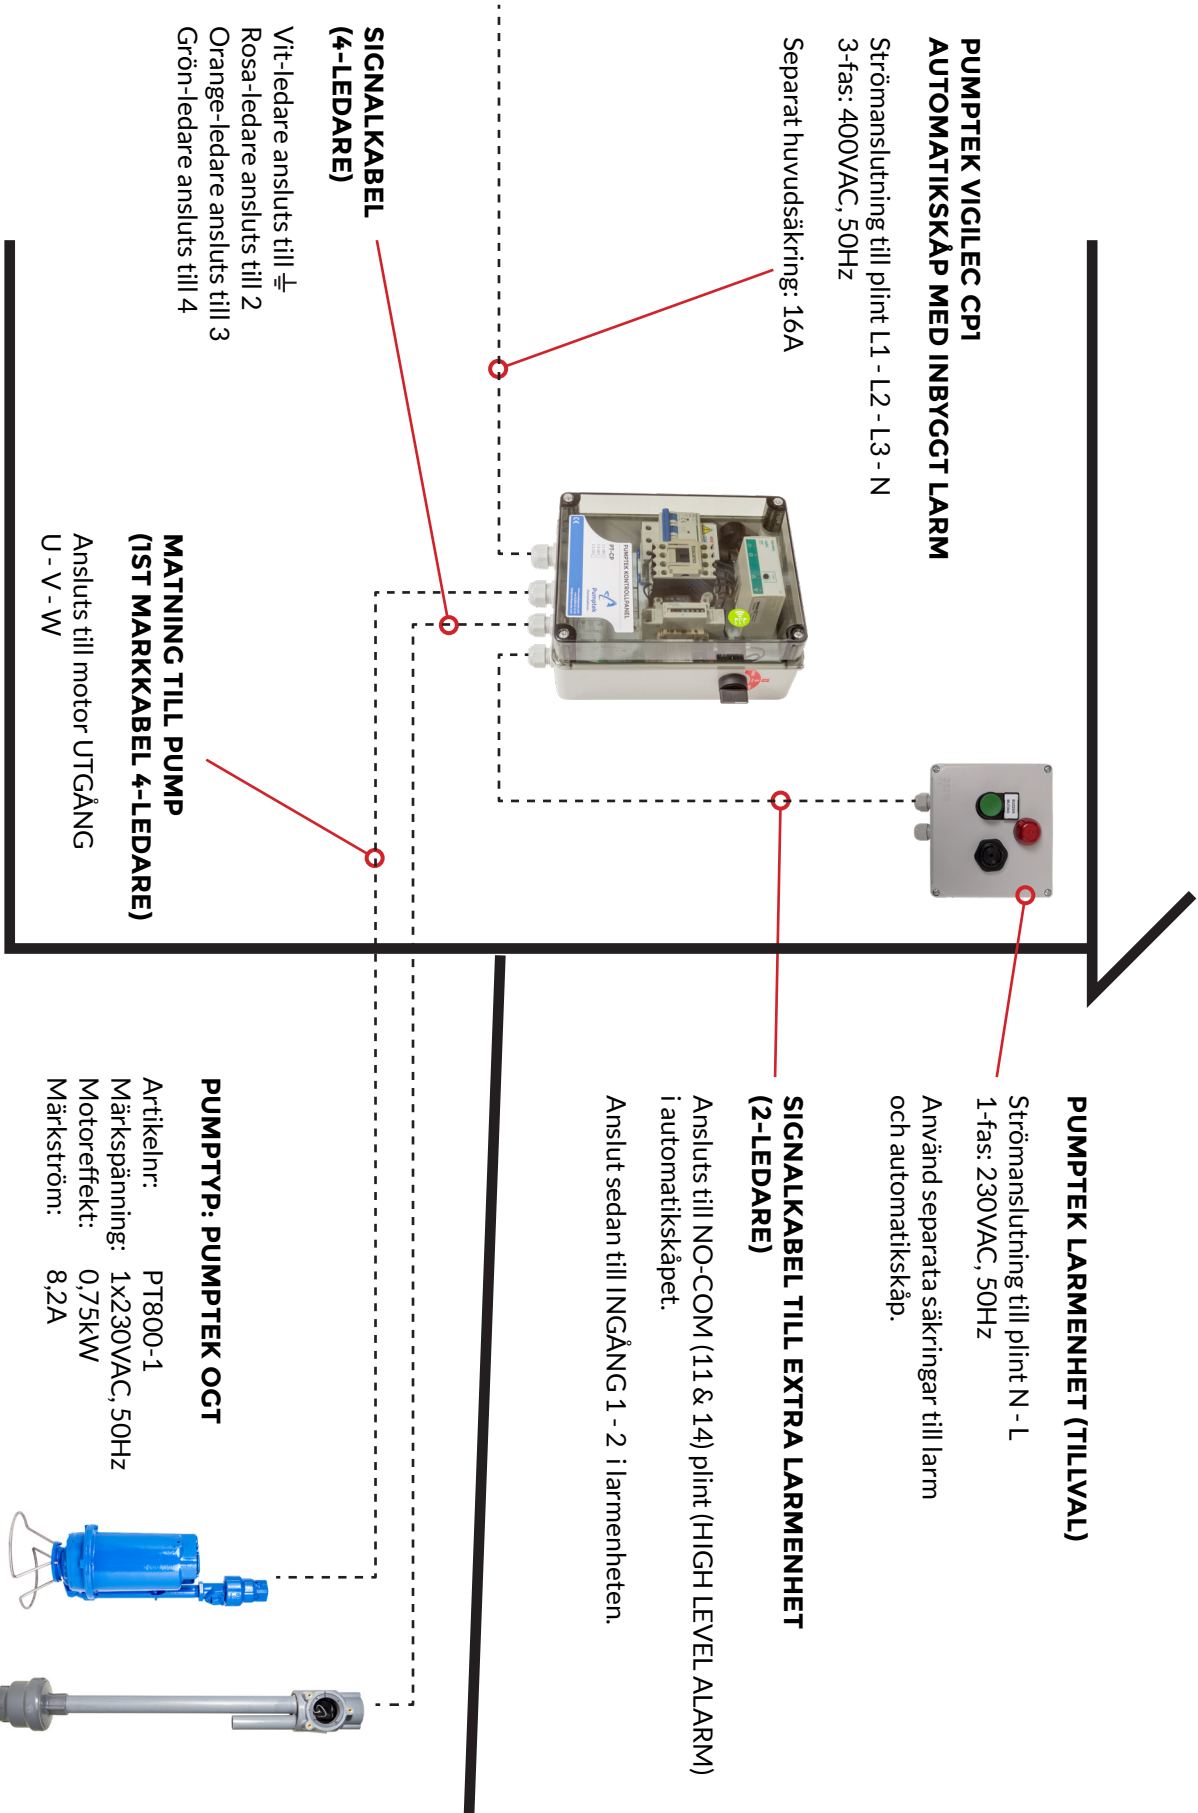 PUMPTEK VIGILEC CP1
AUTOMATIKSKÅP MED INBYGGT LARM
Strömanslutning till plint L1 - L2 - L3 - N
3-fas: 400VAC, 50Hz
Separat huvudsäkring: 16A
SIGNALKABEL
(4-LEDARE)
Vit-ledare ansluts till ⏚
Rosa-ledare ansluts till 2
Orange-ledare ansluts till 3
Grön-ledare ansluts till 4
PUMPTEK KONTROLLPANEL
PT-CP
Pumptek
MATNING TILL PUMP
(1ST MARKKABEL 4-LEDARE)
Ansluts till motor UTGÅNG
U - V - W
PUMPTEK LARMENHET (TILLVAL)
Strömanslutning till plint N - L
1-fas: 230VAC, 50Hz
Använd separata säkringar till larm
och automatikskåp.
SIGNALKABEL TILL EXTRA LARMENHET
(2-LEDARE)
Ansluts till NO-COM (11 & 14) plint (HIGH LEVEL ALARM)
i automatikskåpet.
Anslut sedan till INGÅNG 1 - 2 i larmenheten.
PUMPTYP: PUMPTEK OGT
Artikelnr: PT800-1
Märkspänning: 1x230VAC, 50Hz
Motoreffekt: 0,75kW
Märkström: 8,2A